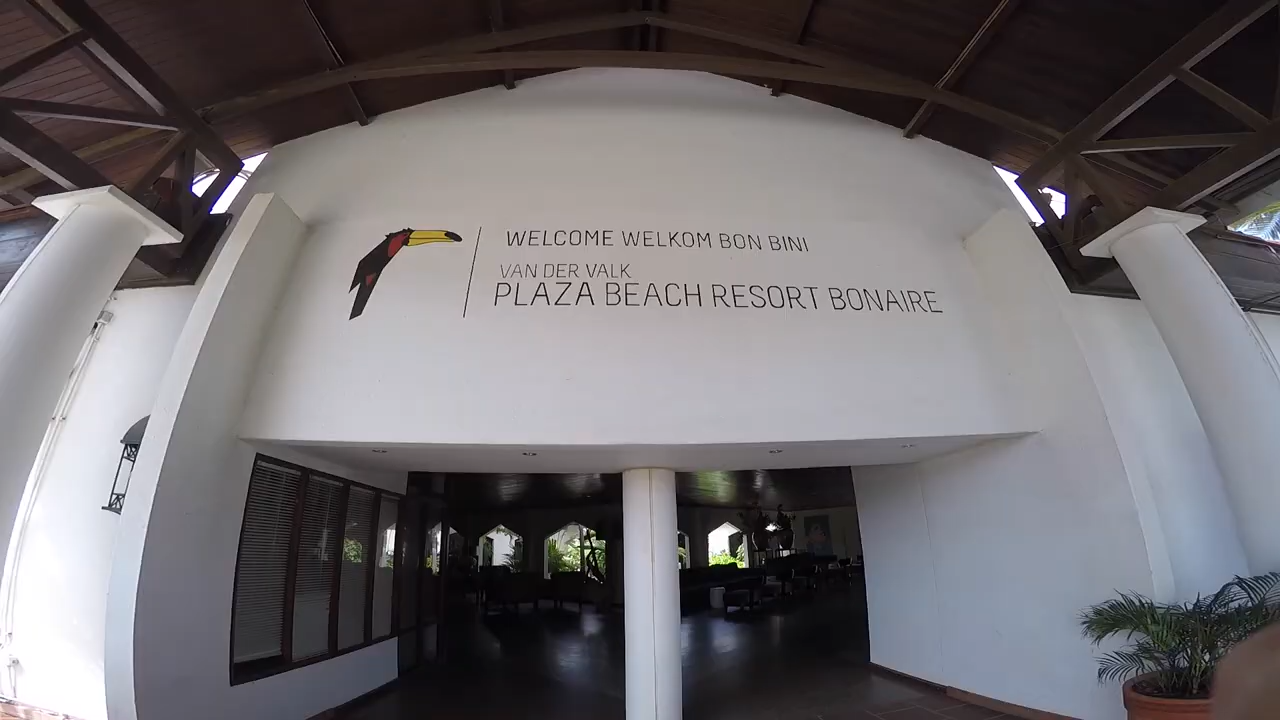 WELCOME WELKOM BON BINI
VAN DER VALK
PLAZA BEACH RESORT BONAIRE